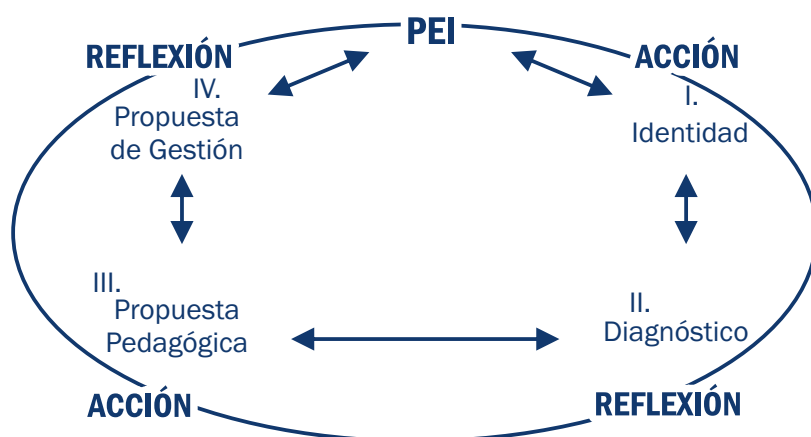 PEI
REFLEXIÓN
ACCIÓN
IV.
Propuesta
de Gestión
I.
Identidad
III.
Propuesta
Pedagógica
II.
Diagnóstico
ACCIÓN
REFLEXIÓN